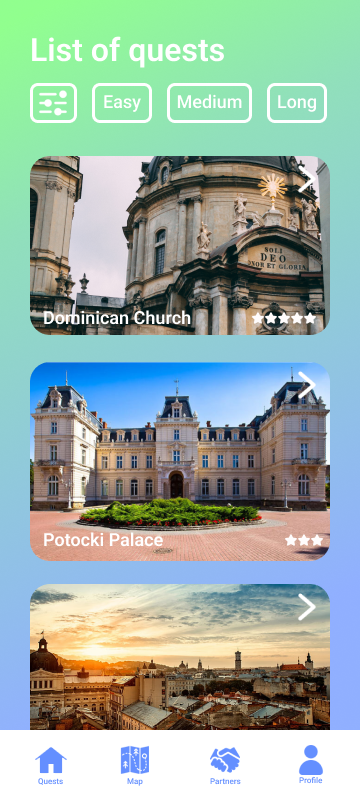 List of quests
Easy Medium Long
SOLI
DEO
HONOR ET GLORIA
Dominican Church
Potocki Palace
Quests Map Partners Profile